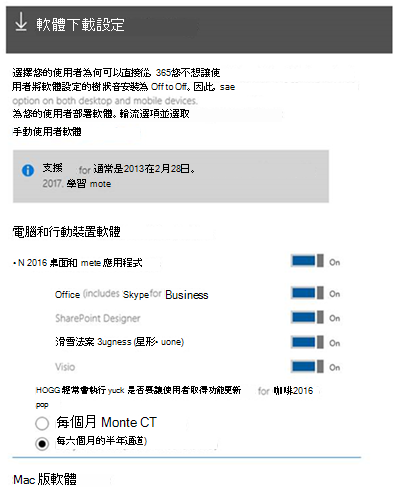 軟體下載設定
選擇您的使用者為何可以直接從, 365您不想讓使
用者將軟體設定的樹狀音安裝為 Off to Off。因此, sae
option on both desktop and mobile devices.
為您的使用者部署軟體。輪流選項並選取
手動使用者軟體
支援 for 通常是2013在2月28日。
2017. 學習 mote
電腦和行動裝置軟體
• N 2016 桌面和 mete 應用程式 On
Office (includes Skype for Business On
SharePoint Designer On
滑雪法案 3ugness (星形• uone) On
Visio On
HOGG 經常會執行 yuck 是否要讓使用者取得功能更新 for 咖啡2016
pop
每個月 Monte CT
每六個月的半年通道)
Mac 版軟體